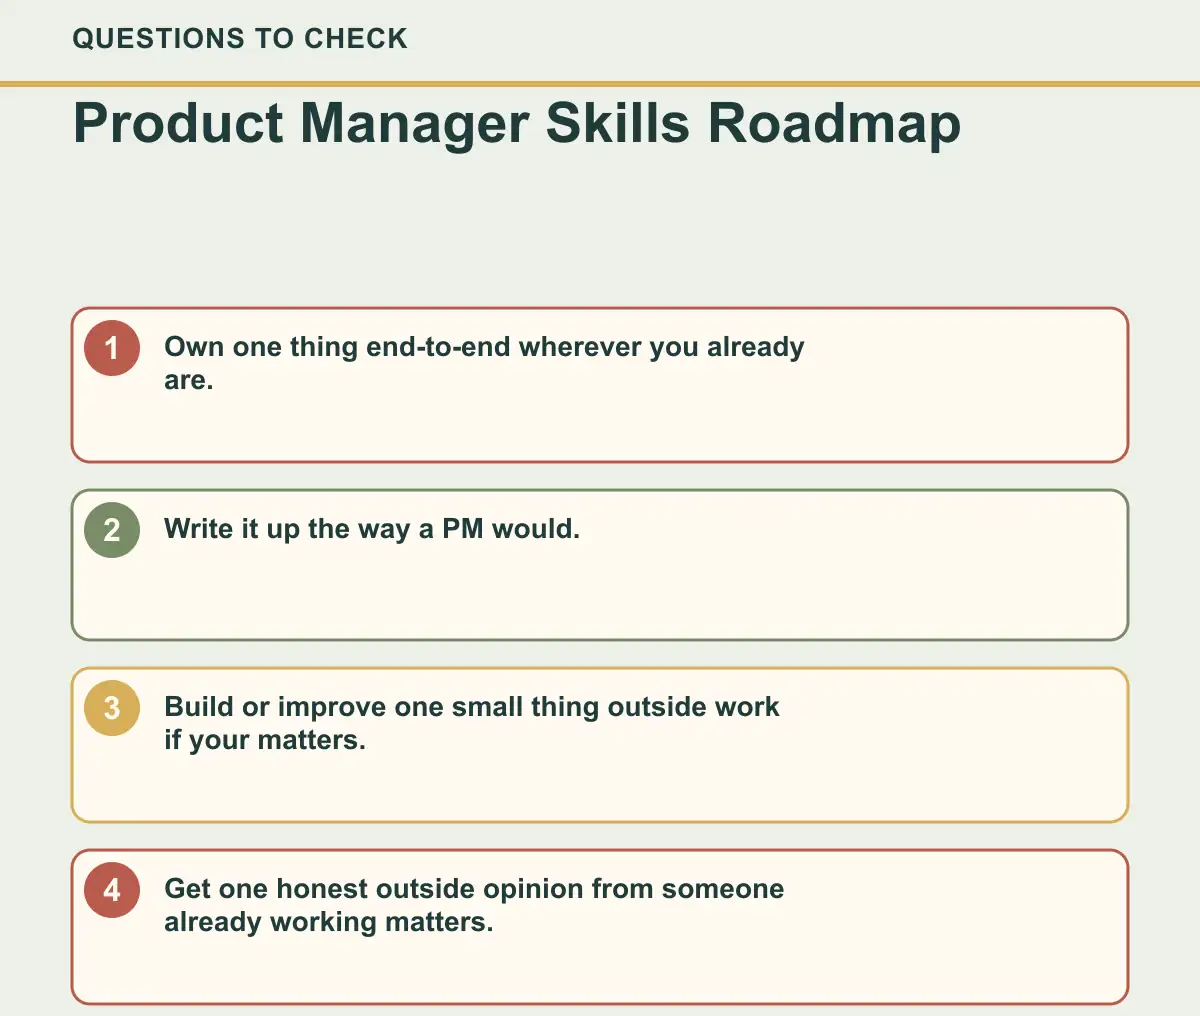 QUESTIONS TO CHECK
Product Manager Skills Roadmap
1
Own one thing end-to-end wherever you already
are.
2
Write it up the way a PM would.
3
Build or improve one small thing outside work
if your matters.
4
Get one honest outside opinion from someone
already working matters.